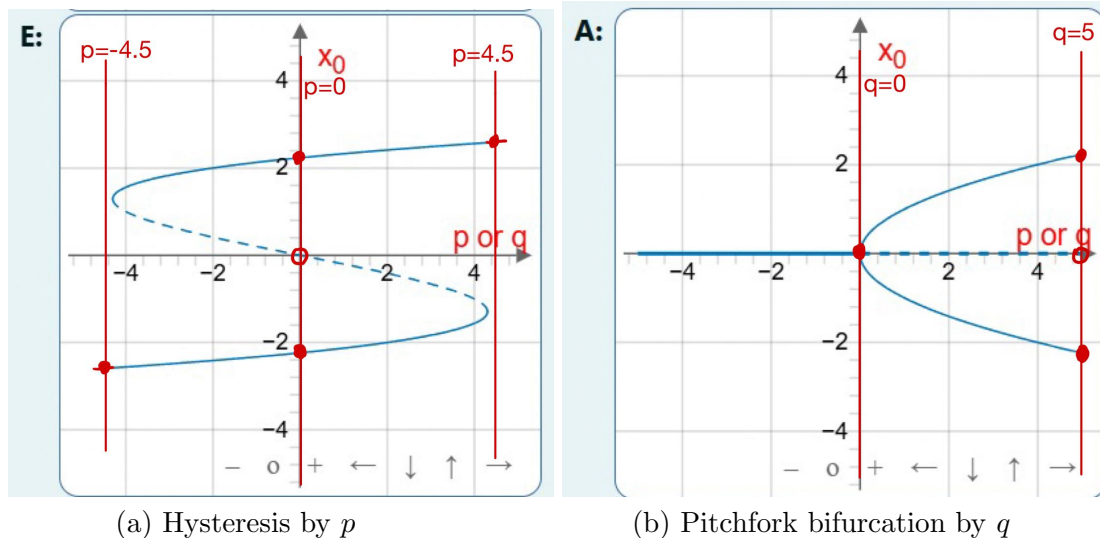 E:
p=-4.5
p=4.5
x0
p=0
4
2
p or q
−4
−2
2
4
−2
−4
− o + ← ↓ ↑ →
(a) Hysteresis by p
A:
q=5
x0
q=0
4
2
p or q
−4
−2
2
4
−2
−4
− o + ← ↓ ↑ →
(b) Pitchfork bifurcation by q